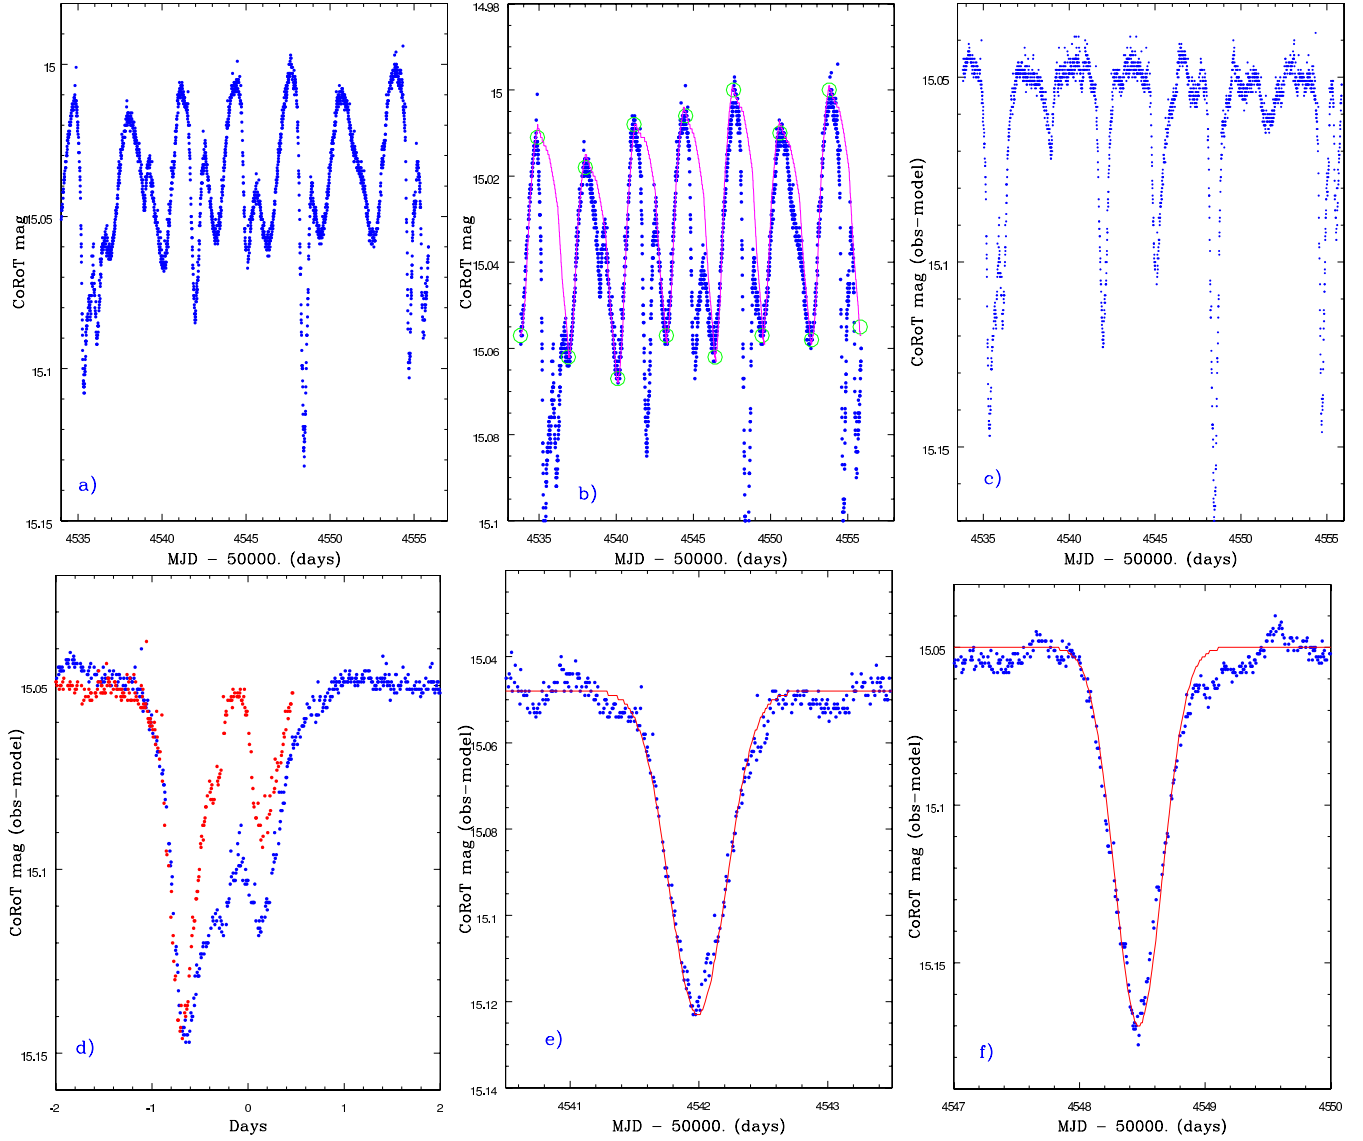 15
15.05
15.1
15.15
CoRoT mag
a)
4535
4540
4545
4550
4555
MJD - 50000. (days)
14.98
15
15.02
15.04
15.06
15.08
15.1
CoRoT mag
b)
4535
4540
4545
4550
4555
MJD - 50000. (days)
15.05
15.1
15.15
CoRoT mag (obs-model)
c)
4535
4540
4545
4550
4555
MJD - 50000. (days)
15.05
15.1
15.15
CoRoT mag (obs-model)
d)
-2
-1
0
1
2
Days
15.04
15.06
15.08
15.1
15.12
15.14
CoRoT mag (obs-model)
e)
4541
4542
4543
MJD - 50000. (days)
15.05
15.1
15.15
CoRoT mag (obs-model)
f)
4547
4548
4549
4550
MJD - 50000. (days)